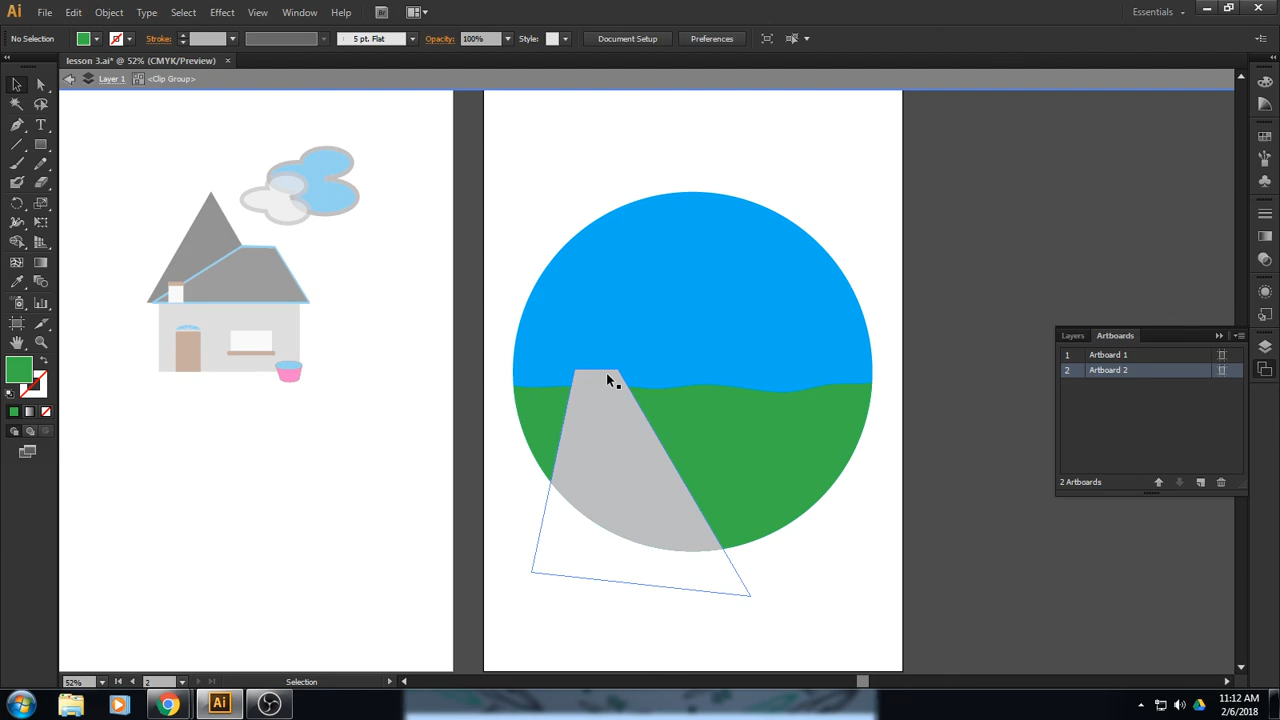 Ai File Edit Object Type Select Effect View Window Help Br Essentials
No Selection Stroke: 5 pt. Flat Opacity: 100% Style: Document Setup Preferences
lesson 3.ai* @ 52% (CMYK/Preview) ×
Layer 1 <Clip Group>
Layers Artboards
1 Artboard 1
2 Artboard 2
2 Artboards
52% 2 Selection
Ai
11:12 AM
2/6/2018